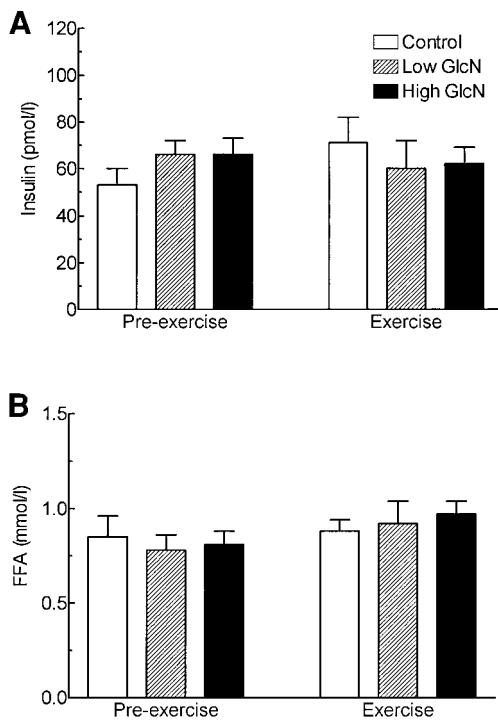 A
120
100
80
60
40
20
0
Insulin (pmol/l)
Control
Low GlcN
High GlcN
Pre-exercise
Exercise
B
1.5
1.0
0.5
0.0
FFA (mmol/l)
Pre-exercise
Exercise